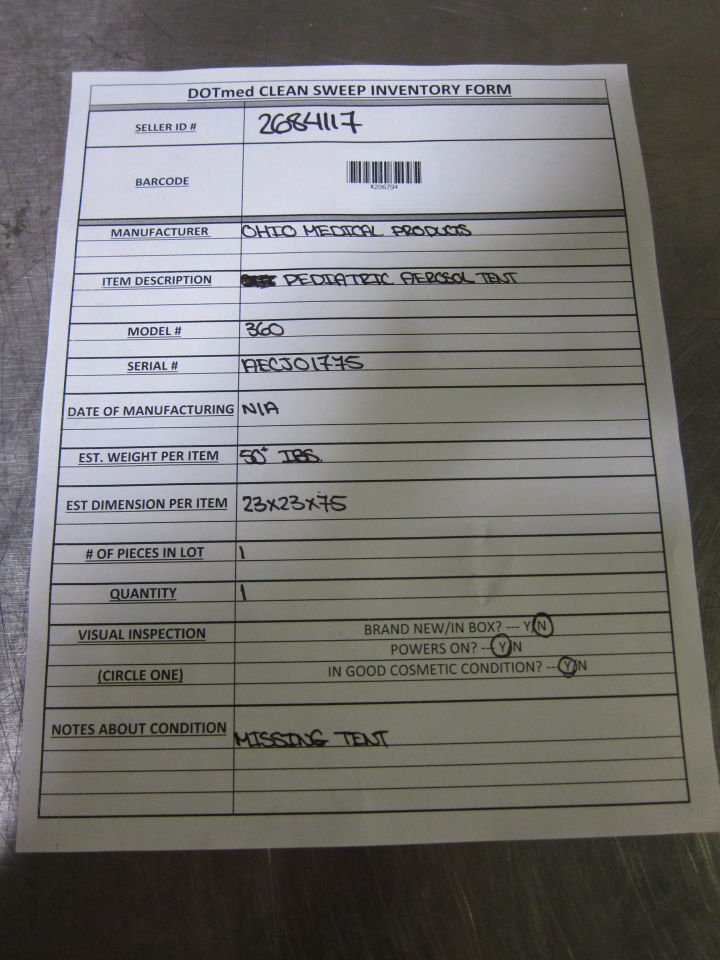 DOTmed CLEAN SWEEP INVENTORY FORM
SELLER ID # 2684117
BARCODE *20679*
MANUFACTURER OHIO MEDICAL PRODUCTS
ITEM DESCRIPTION PEDIATRIC AEROSOL TENT
MODEL # 360
SERIAL # AECJ01775
DATE OF MANUFACTURING N/A
EST. WEIGHT PER ITEM 50+ IBS.
EST DIMENSION PER ITEM 23x23x75
# OF PIECES IN LOT 1
QUANTITY 1
VISUAL INSPECTION BRAND NEW/IN BOX? --- Y/N
POWERS ON? --Y/N
(CIRCLE ONE) IN GOOD COSMETIC CONDITION? --Y/N
NOTES ABOUT CONDITION MISSING TENT